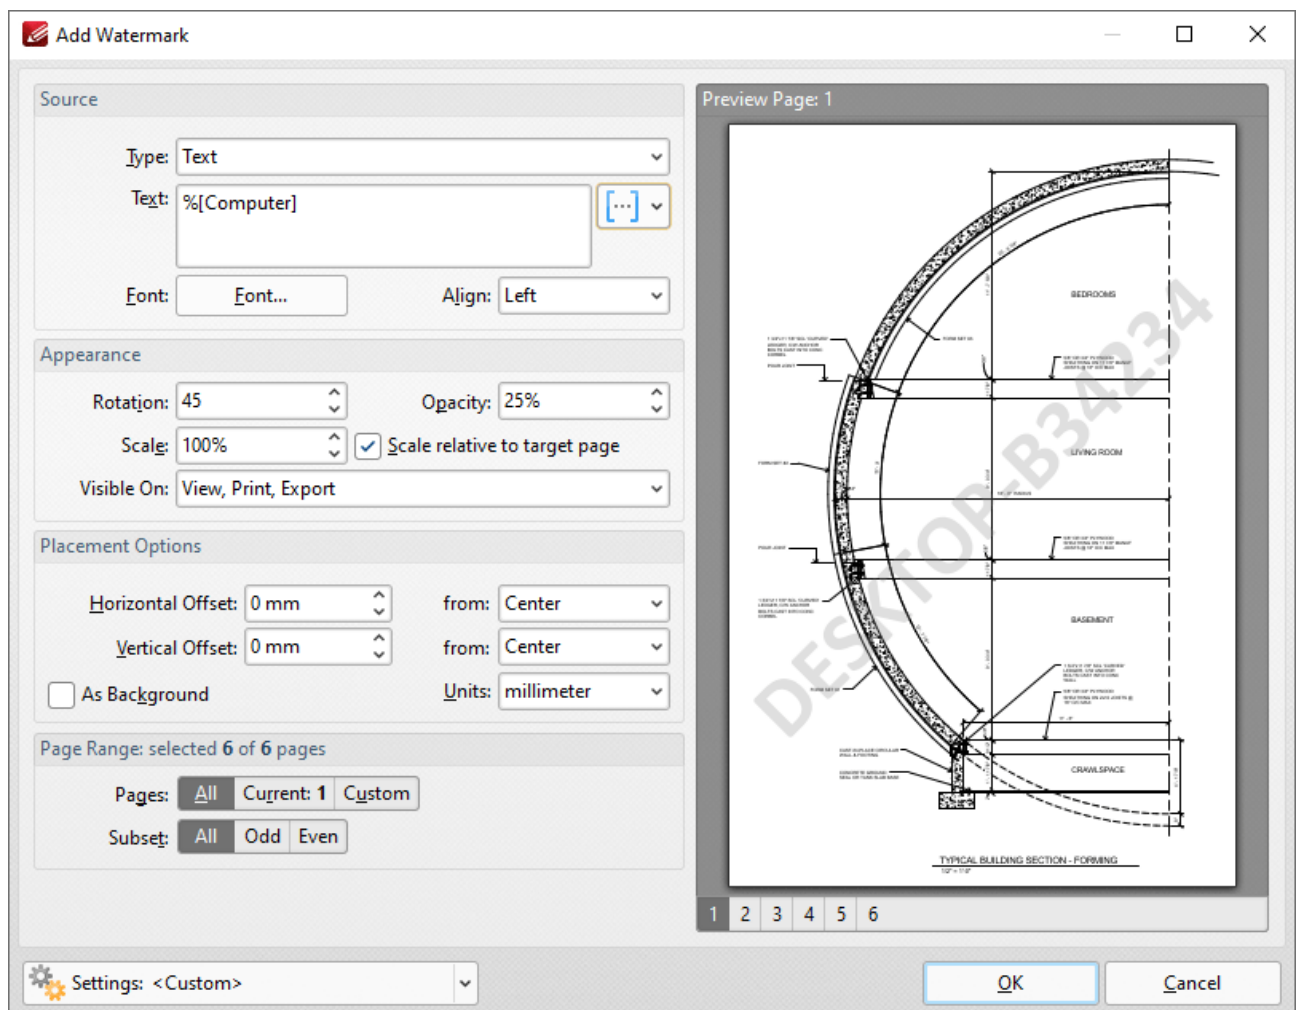 Add Watermark
Source
Type: Text
Text: %[Computer]
Font: Font... Align: Left
Appearance
Rotation: 45 Opacity: 25%
Scale: 100% Scale relative to target page
Visible On: View, Print, Export
Placement Options
Horizontal Offset: 0 mm from: Center
Vertical Offset: 0 mm from: Center
As Background Units: millimeter
Page Range: selected 6 of 6 pages
Pages: All Current: 1 Custom
Subset: All Odd Even
Preview Page: 1
BEDROOMS
LIVING ROOM
BASEMENT
CRAWLSPACE
DESKTOP-B34234
TYPICAL BUILDING SECTION - FORMING
1/2" = 1'-0"
1 2 3 4 5 6
Settings: <Custom>
OK Cancel